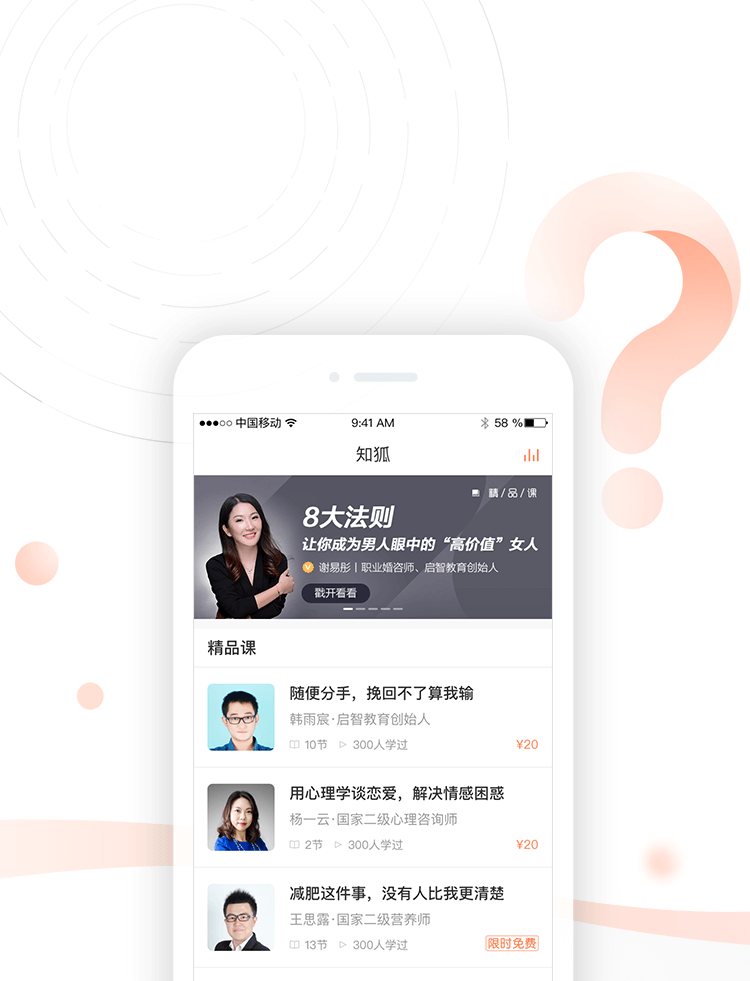 中国移动 9:41 AM 58 %
知狐
精/品/课
8大法则
让你成为男人眼中的“高价值”女人
谢易彤丨职业婚咨师、启智教育创始人
戳开看看
精品课
随便分手，挽回不了算我输
韩雨宸·启智教育创始人
10节 300人学过 ¥20
用心理学谈恋爱，解决情感困惑
杨一云·国家二级心理咨询师
2节 300人学过 ¥20
减肥这件事，没有人比我更清楚
王思露·国家二级营养师
13节 300人学过 限时免费